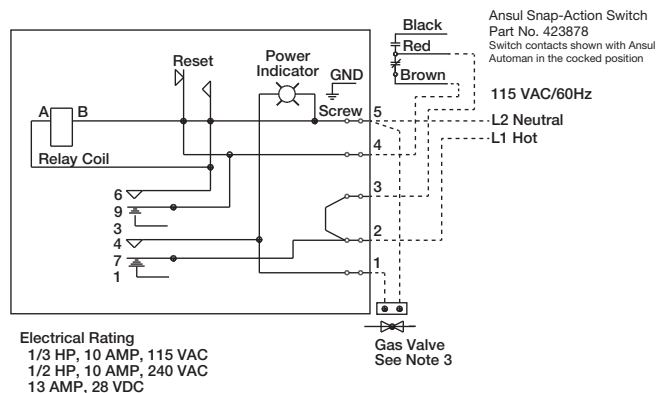 Ansul Snap-Action Switch
Part No. 423878
Switch contacts shown with Ansul
Automan in the cocked position
Black
Red
Brown
115 VAC/60Hz
L2 Neutral
L1 Hot
Reset
Power
Indicator
GND
Screw
5
4
3
2
1
A
B
Relay Coil
6
9
3
4
7
1
Gas Valve
See Note 3
Electrical Rating
1/3 HP, 10 AMP, 115 VAC
1/2 HP, 10 AMP, 240 VAC
13 AMP, 28 VDC